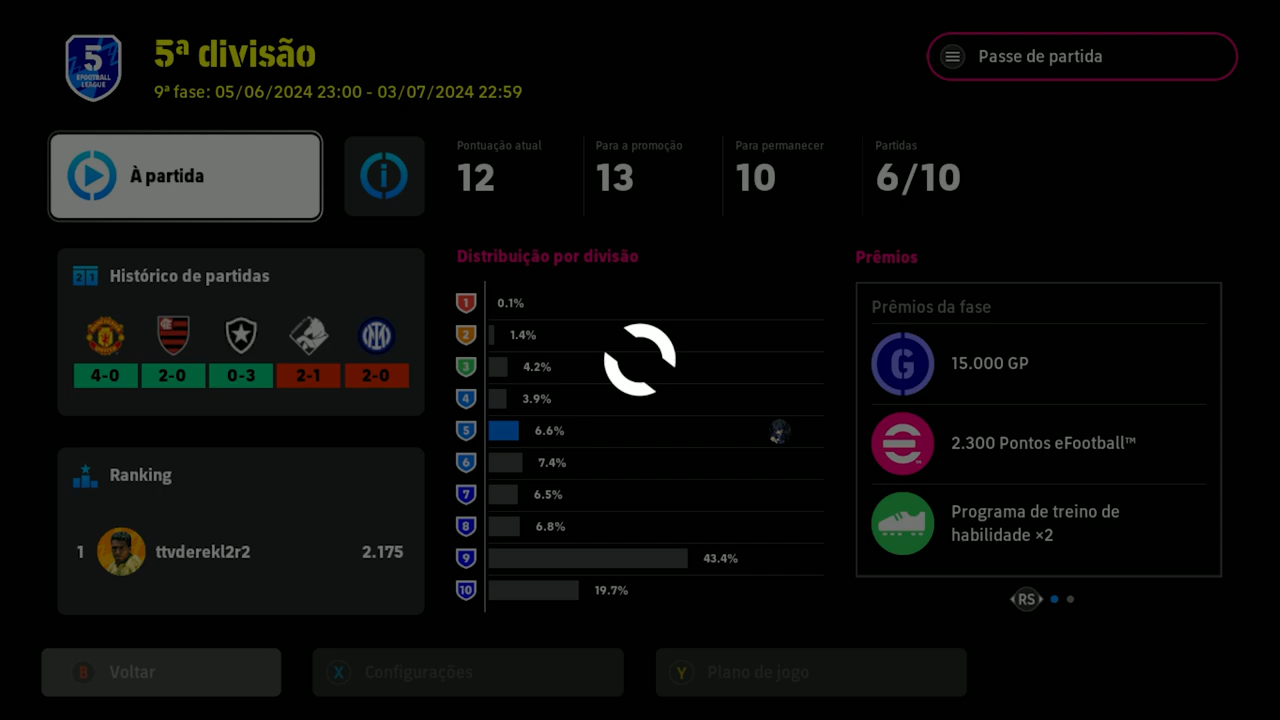 5
EFOOTBALL
LEAGUE
5ª divisão
9ª fase: 05/06/2024 23:00 - 03/07/2024 22:59
Passe de partida
À partida
Pontuação atual
12
Para a promoção
13
Para permanecer
10
Partidas
6/10
Histórico de partidas
4-0 2-0 0-3 2-1 2-0
Ranking
1 ttvderekl2r2 2.175
Distribuição por divisão
1 0.1%
2 1.4%
3 4.2%
4 3.9%
5 6.6%
6 7.4%
7 6.5%
8 6.8%
9 43.4%
10 19.7%
Prêmios
Prêmios da fase
15.000 GP
2.300 Pontos eFootball™
Programa de treino de
habilidade ×2
RS
B Voltar
X Configurações
Y Plano de jogo